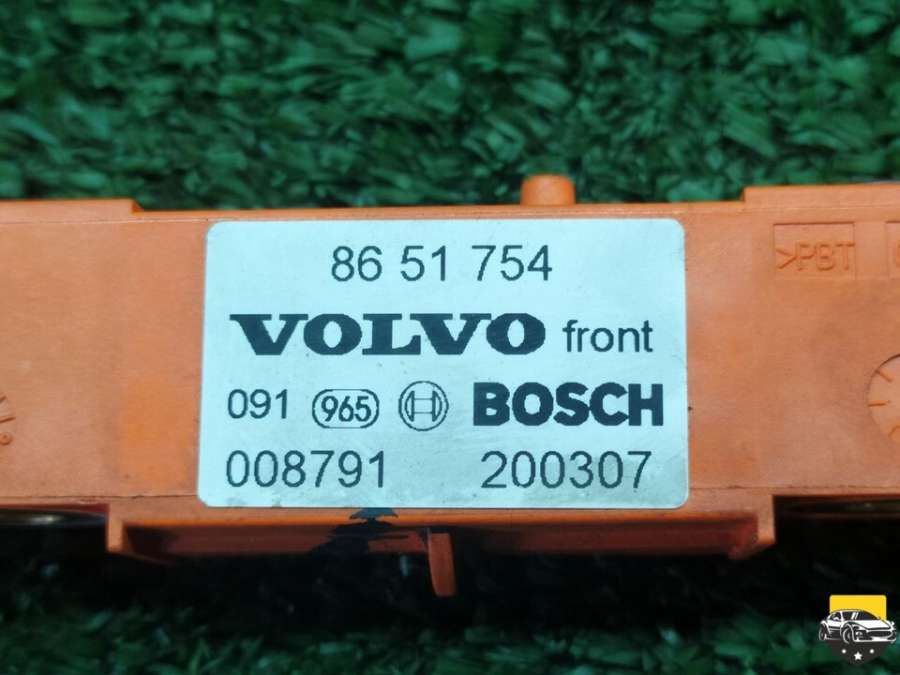 86 51 754
VOLVO front
091 965 BOSCH
008791 200307
>PBT